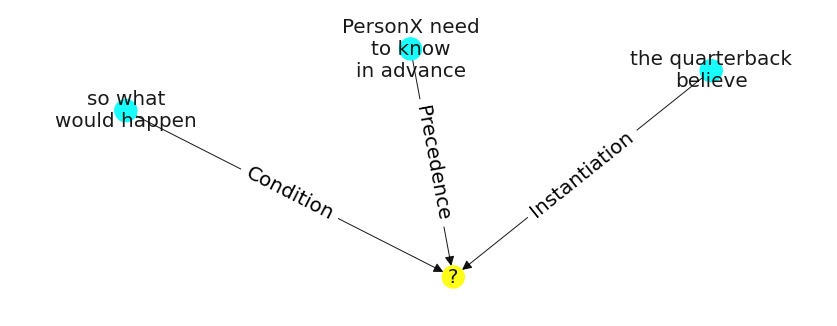 PersonX need
to know
in advance
the quarterback
believe
so what
would happen
Precedence
Instantiation
Condition
?